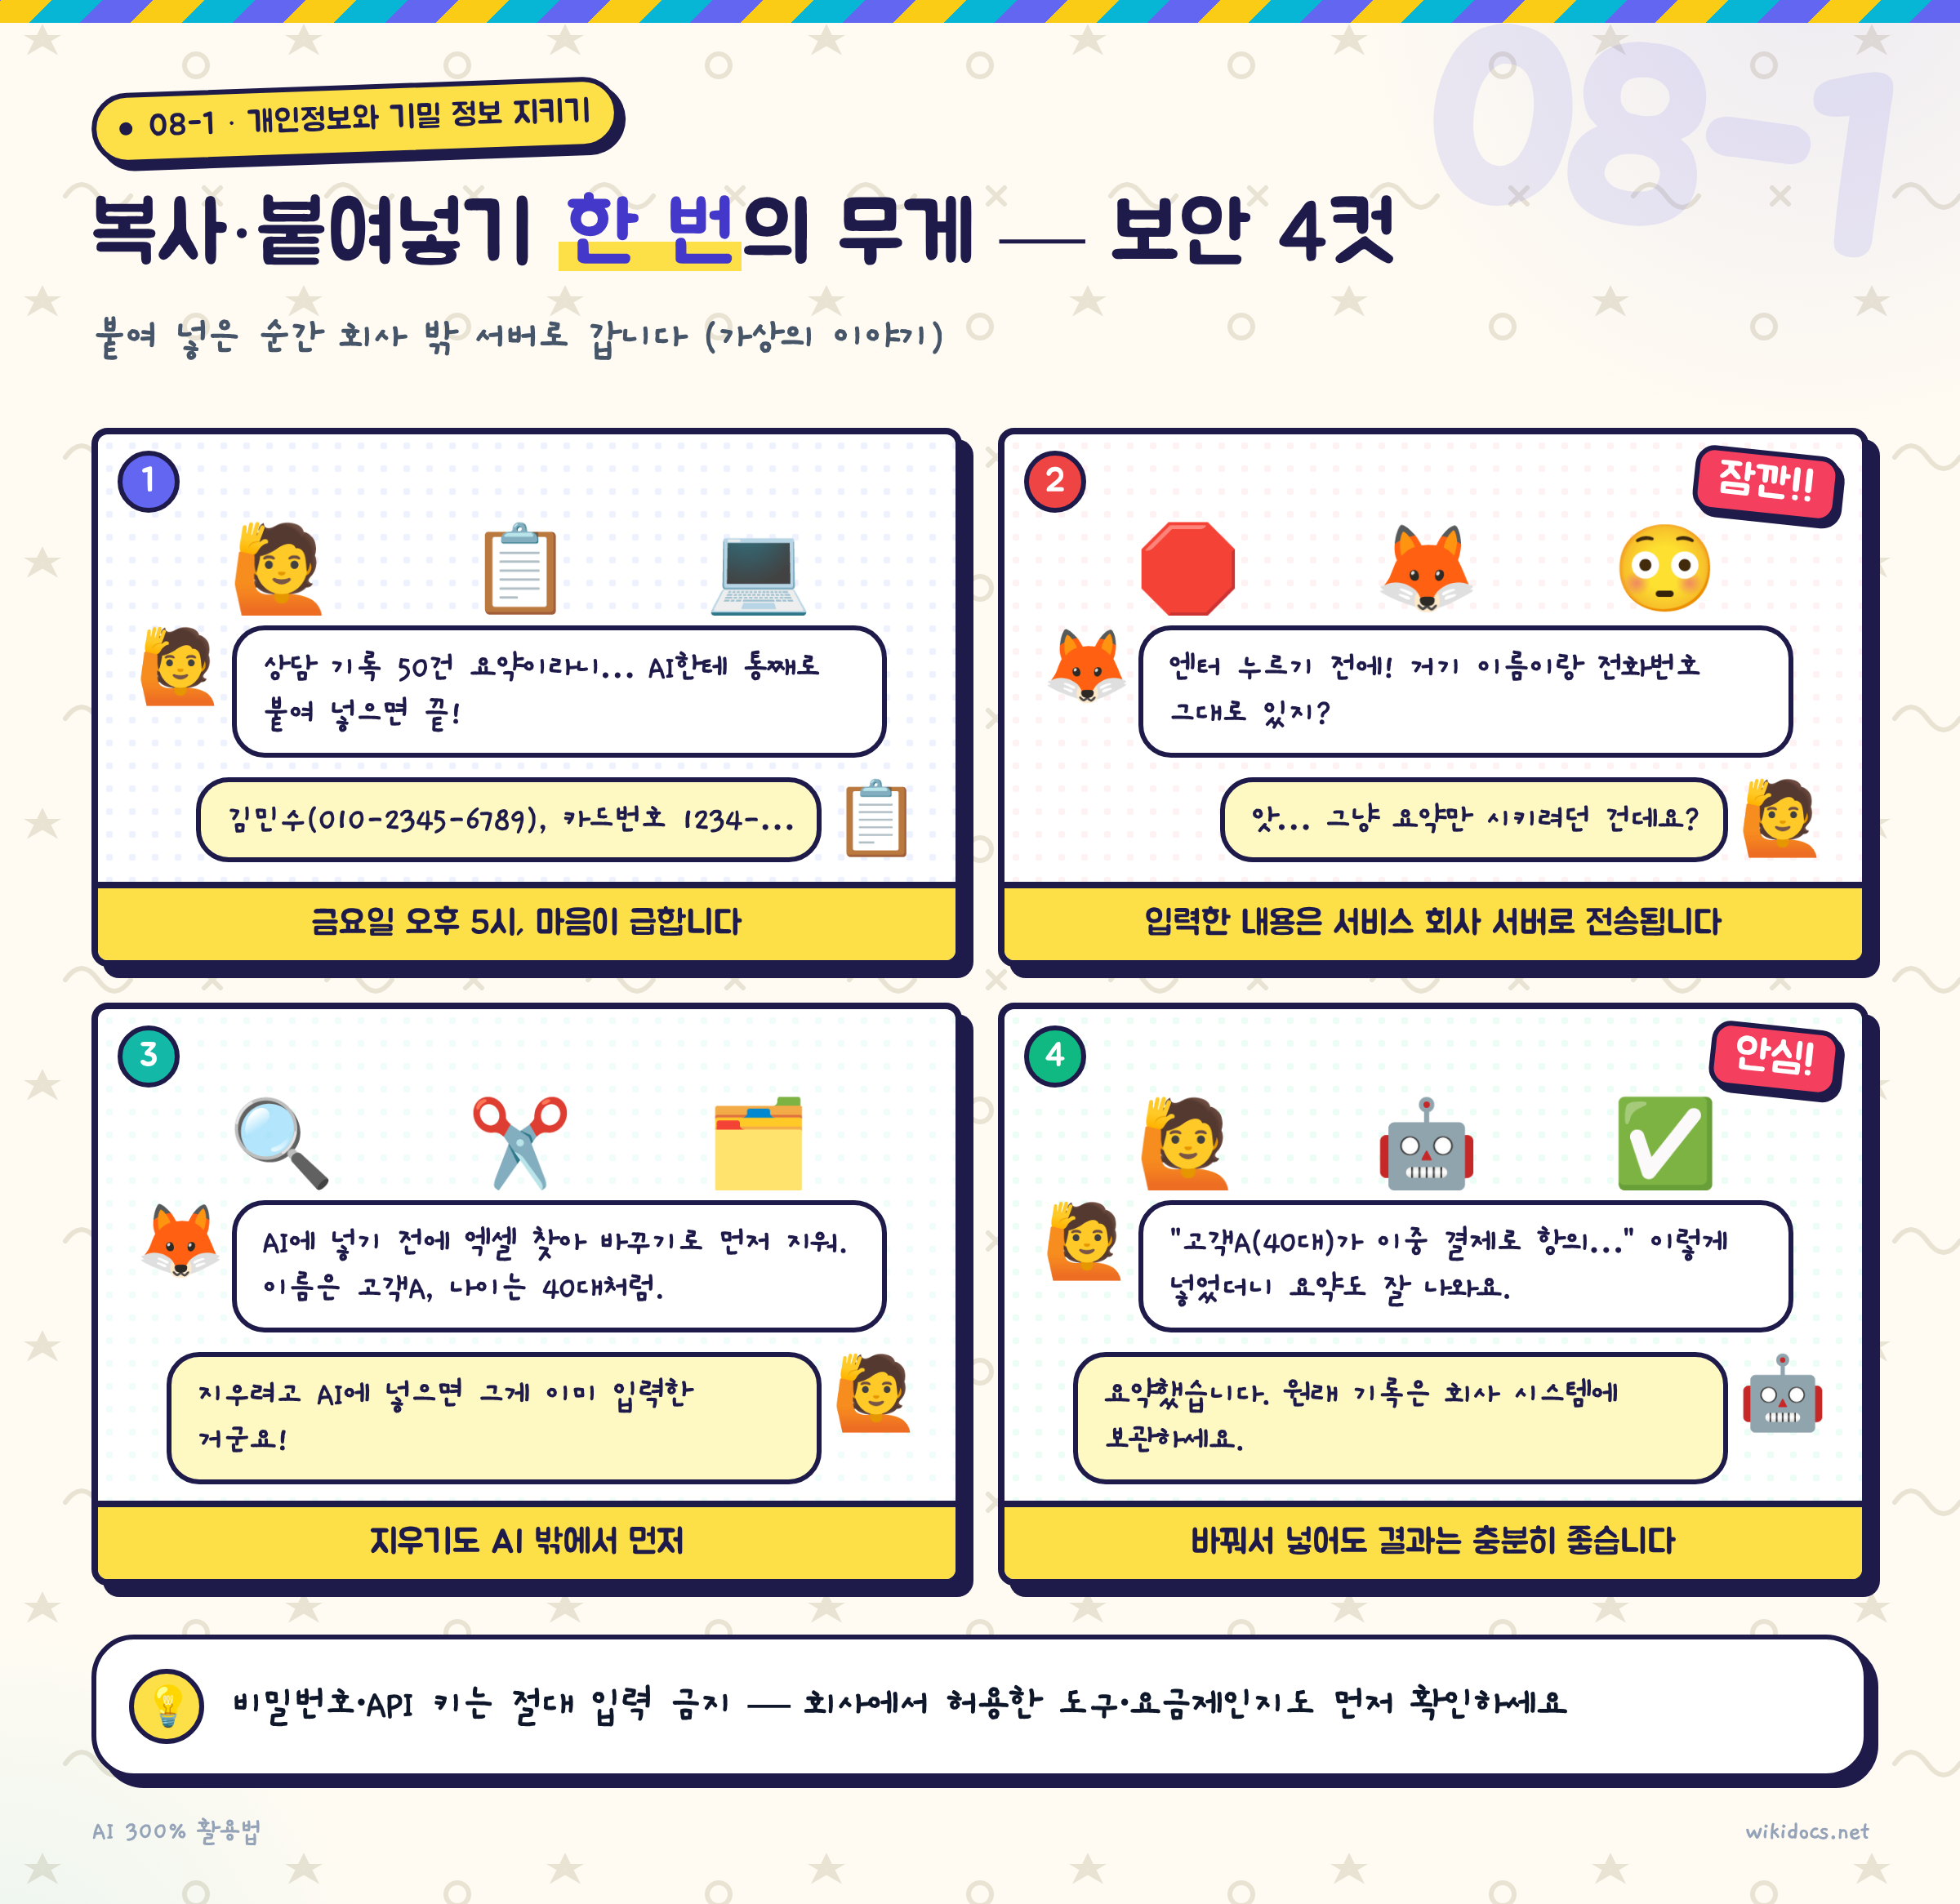 08-1
08-1 · 개인정보와 기밀 정보 지키기
복사·붙여넣기 한 번의 무게 — 보안 4컷
붙여 넣은 순간 회사 밖 서버로 갑니다 (가상의 이야기)
1
상담 기록 50건 요약이라니... AI한테 통째로
붙여 넣으면 끝!
김민수(010-2345-6789), 카드번호 1234-...
금요일 오후 5시, 마음이 급합니다
2
잠깐!!
엔터 누르기 전에! 거기 이름이랑 전화번호
그대로 있지?
앗... 그냥 요약만 시키려던 건데요?
입력한 내용은 서비스 회사 서버로 전송됩니다
3
AI에 넣기 전에 엑셀 찾아 바꾸기로 먼저 지워.
이름은 고객A, 나이는 40대처럼.
지우려고 AI에 넣으면 그게 이미 입력한
거군요!
지우기도 AI 밖에서 먼저
4
안심!
"고객A(40대)가 이중 결제로 항의..." 이렇게
넣었더니 요약도 잘 나와요.
요약했습니다. 원래 기록은 회사 시스템에
보관하세요.
바꿔서 넣어도 결과는 충분히 좋습니다
비밀번호·API 키는 절대 입력 금지 — 회사에서 허용한 도구·요금제인지도 먼저 확인하세요
AI 300% 활용법
wikidocs.net